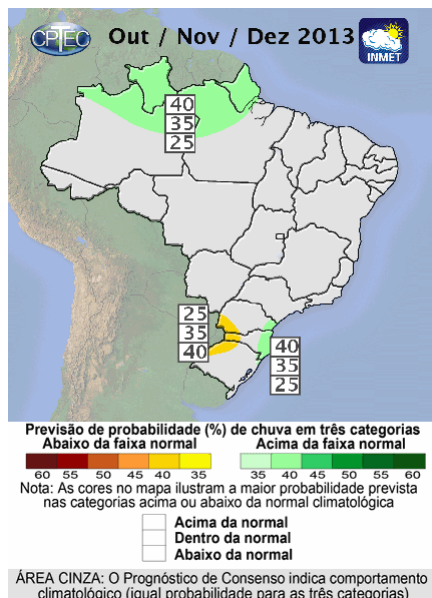 CPTEC
Out / Nov / Dez 2013
INMET
40
35
25
25
35
40
40
35
25
Previsão de probabilidade (%) de chuva em três categorias
Abaixo da faixa normal Acima da faixa normal
60 55 50 45 40 35 35 40 45 50 55 60
Nota: As cores no mapa ilustram a maior probabilidade prevista
nas categorias acima ou abaixo da normal climatológica
Acima da normal
Dentro da normal
Abaixo da normal
ÁREA CINZA: O Prognóstico de Consenso indica comportamento
climatológico (igual probabilidade para as três categorias)